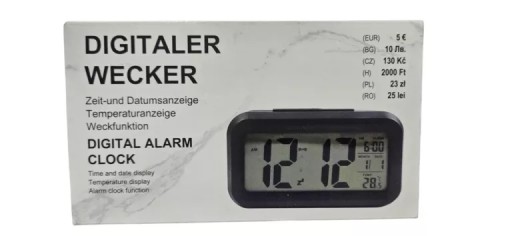 DIGITALER
WECKER
Zeit-und Datumsanzeige
Temperaturanzeige
Weckfunktion
DIGITAL ALARM
CLOCK
Time and date display
Temperature display
Alarm clock function
(EUR) 5 €
(BG) 10 Лв.
(CZ) 130 Kč
(H) 2000 Ft
(PL) 23 zł
(RO) 25 lei
12 12
6:00
28